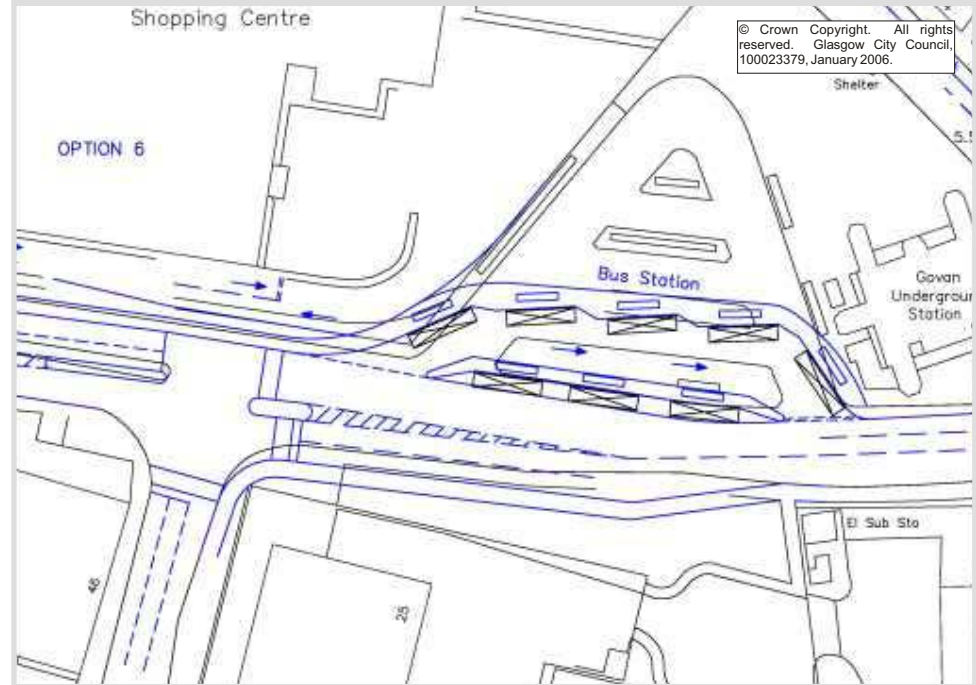 Shopping Centre
© Crown Copyright. All rights
reserved. Glasgow City Council,
100023379, January 2006.
Shelter
OPTION 6
Bus Station
Govan
Station
El Sub Sta
46
25